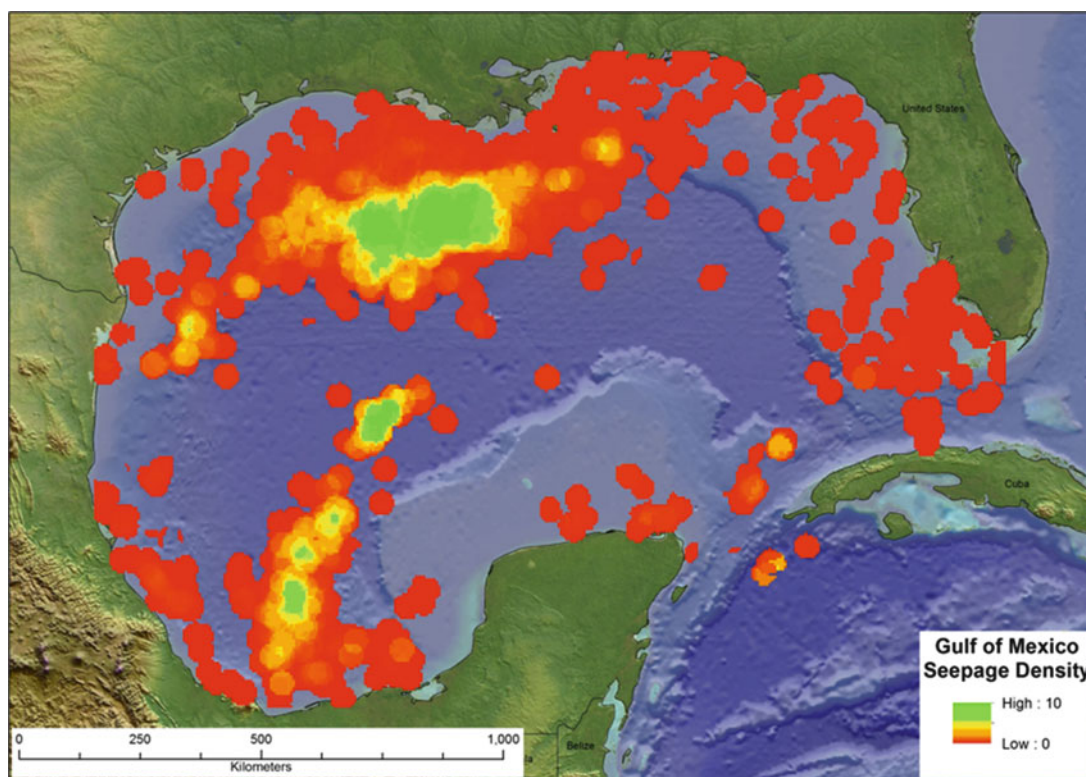 United States
Cuba
Belize
Gulf of Mexico
Seepage Density
High : 10
Low : 0
0 250 500 1,000
Kilometers